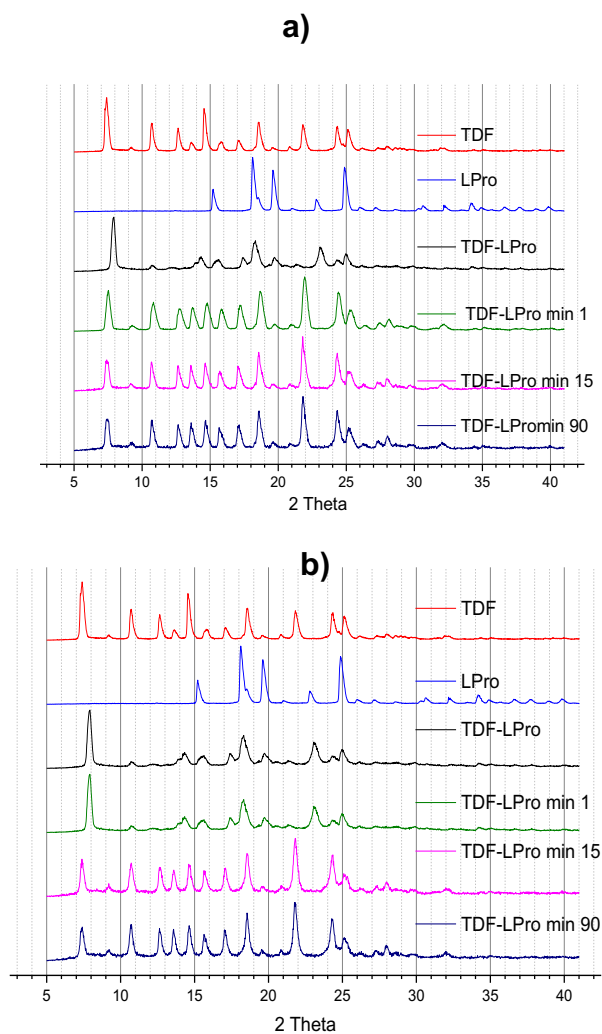 a)
TDF
LPro
TDF-LPro
TDF-LPro min 1
TDF-LPro min 15
TDF-LPromin 90
5 10 15 20 25 30 35 40
2 Theta
b)
TDF
LPro
TDF-LPro
TDF-LPro min 1
TDF-LPro min 15
TDF-LPro min 90
5 10 15 20 25 30 35 40
2 Theta